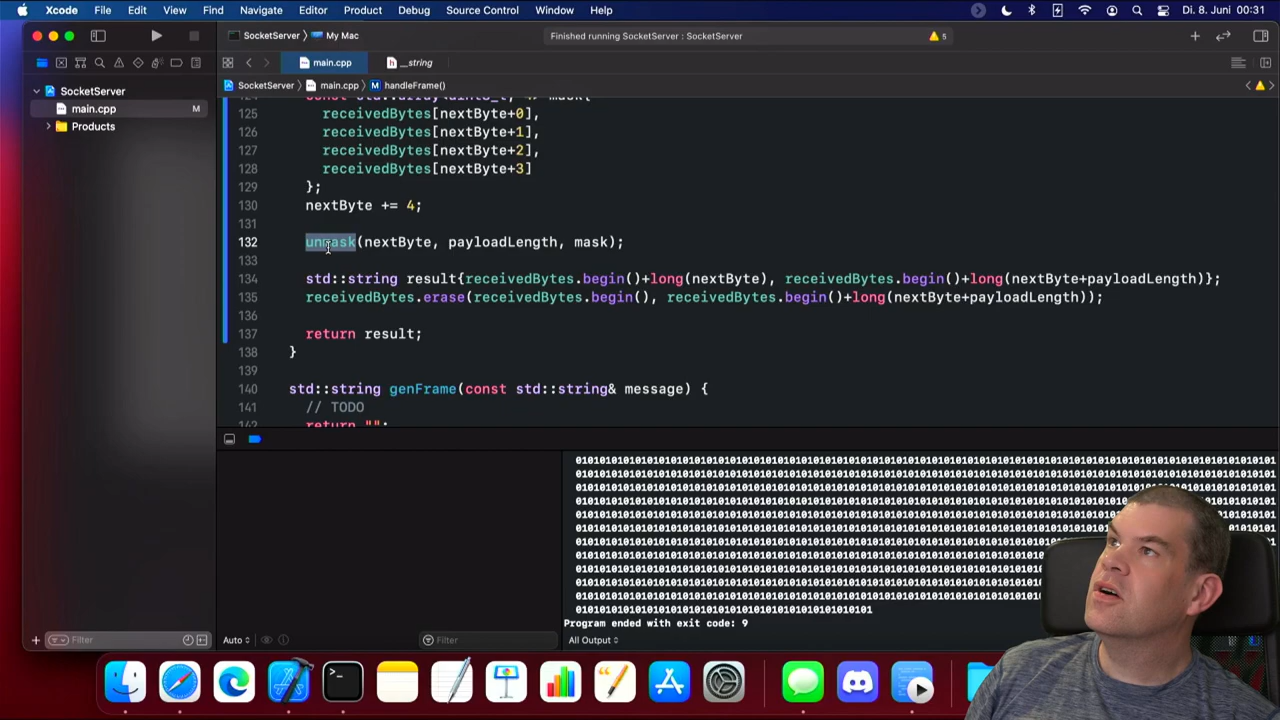 Xcode File Edit View Find Navigate Editor Product Debug Source Control Window Help Di. 8. Juni 00:31
SocketServer My Mac Finished running SocketServer : SocketServer 5
main.cpp __string
SocketServer main.cpp handleFrame()
SocketServer
main.cpp M
Products
125 receivedBytes[nextByte+0],
126 receivedBytes[nextByte+1],
127 receivedBytes[nextByte+2],
128 receivedBytes[nextByte+3]
129 };
130 nextByte += 4;
131
132 unmask(nextByte, payloadLength, mask);
133
134 std::string result{receivedBytes.begin()+long(nextByte), receivedBytes.begin()+long(nextByte+payloadLength)};
135 receivedBytes.erase(receivedBytes.begin(), receivedBytes.begin()+long(nextByte+payloadLength));
136
137 return result;
138 }
139
140 std::string genFrame(const std::string& message) {
141 // TODO
142 return "";
Program ended with exit code: 9
Filter Auto Filter All Output